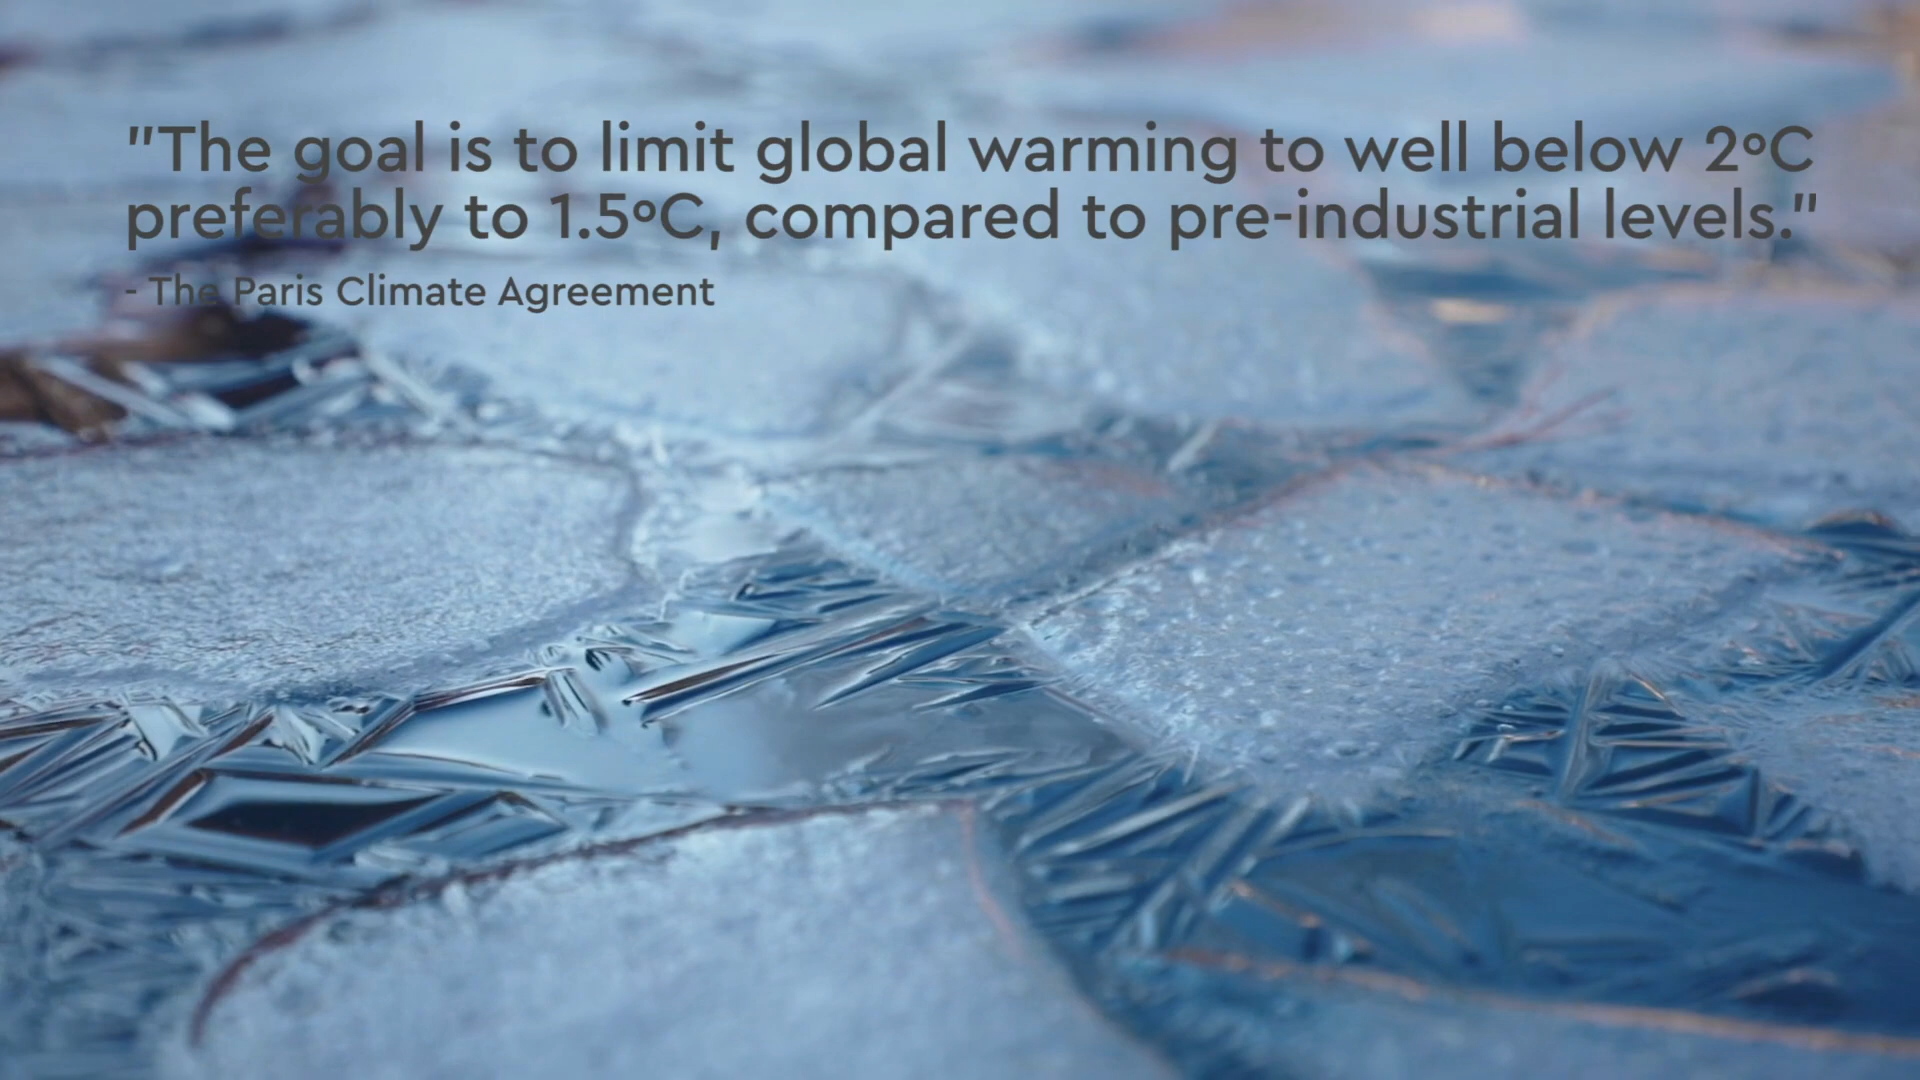 "The goal is to limit global warming to well below 2ºC
preferably to 1.5ºC, compared to pre-industrial levels."
- The Paris Climate Agreement